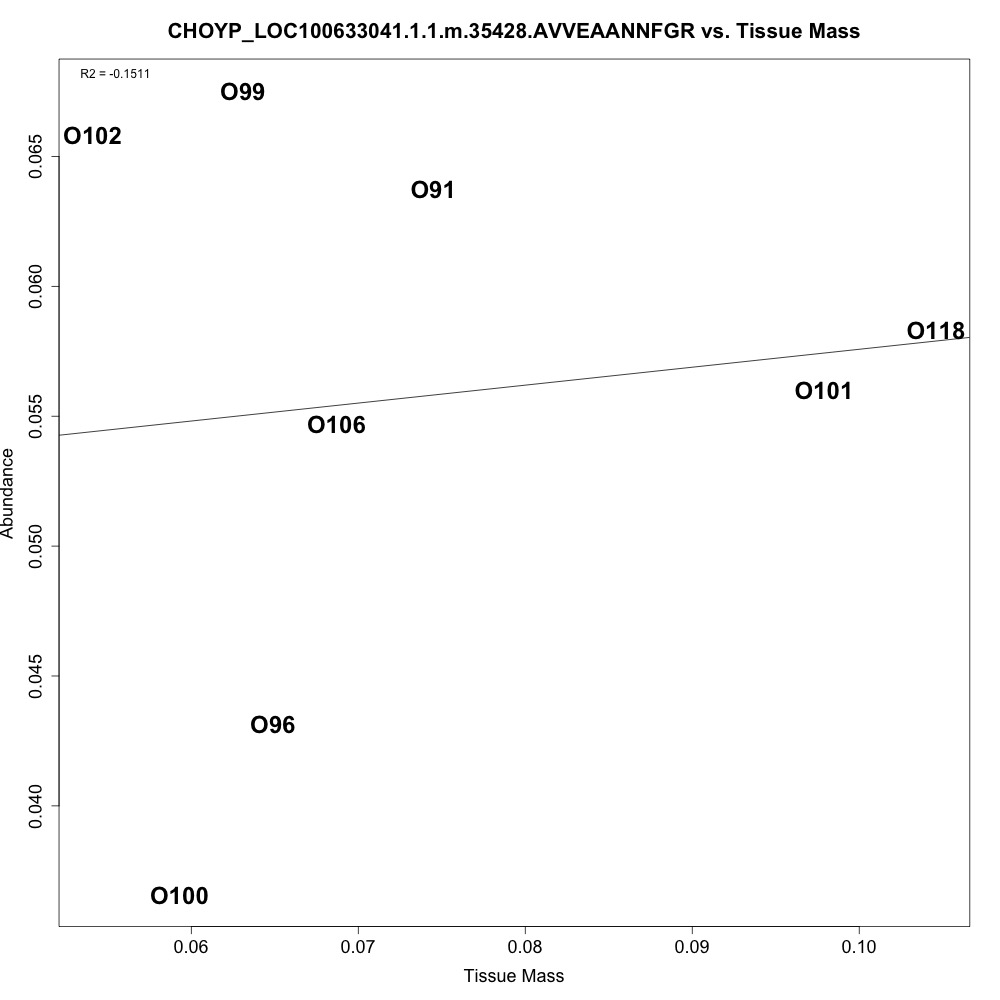 CHOYP_LOC100633041.1.1.m.35428.AVVEAANNFGR vs. Tissue Mass
R2 = -0.1511
O99
O102
O91
O118
O101
O106
O96
O100
Abundance
0.065
0.060
0.055
0.050
0.045
0.040
0.06 0.07 0.08 0.09 0.10
Tissue Mass